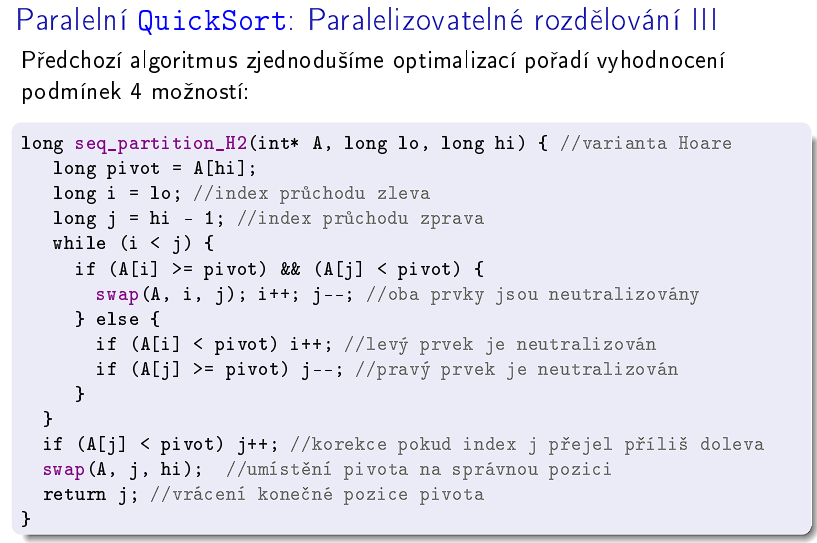 Paralelní QuickSort: Paralelizovatelné rozdělování III
Předchozí algoritmus zjednodušíme optimalizací pořadí vyhodnocení
podmínek 4 možností:
long seq_partition_H2(int* A, long lo, long hi) { //varianta Hoare
long pivot = A[hi];
long i = lo; //index průchodu zleva
long j = hi - 1; //index průchodu zprava
while (i < j) {
if (A[i] >= pivot) && (A[j] < pivot) {
swap(A, i, j); i++; j--; //oba prvky jsou neutralizovány
} else {
if (A[i] < pivot) i++; //levý prvek je neutralizován
if (A[j] >= pivot) j--; //pravý prvek je neutralizován
}
}
if (A[j] < pivot) j++; //korekce pokud index j přejel příliš doleva
swap(A, j, hi); //umístění pivota na správnou pozici
return j; //vrácení konečné pozice pivota
}